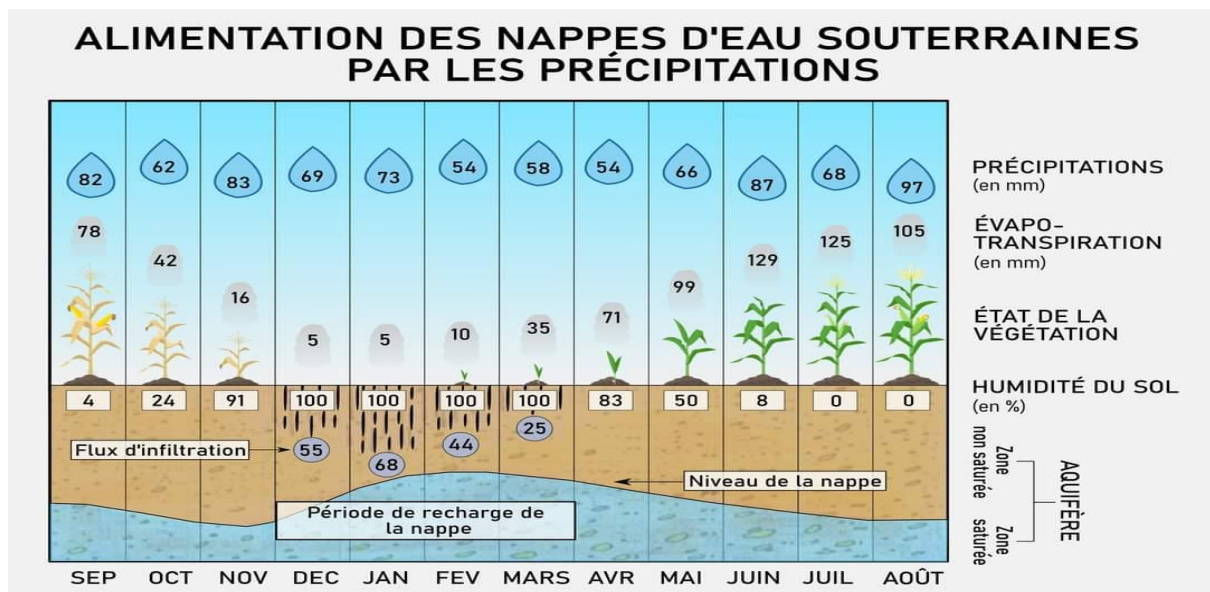 ALIMENTATION DES NAPPES D'EAU SOUTERRAINES
PAR LES PRÉCIPITATIONS
82 62 83 69 73 54 58 54 66 87 68 97
PRÉCIPITATIONS
(en mm)
78 42 16 5 5 10 35 71 99 129 125 105
ÉVAPO-
TRANSPIRATION
(en mm)
ÉTAT DE LA
VÉGÉTATION
4 24 91 100 100 100 100 83 50 8 0 0
HUMIDITÉ DU SOL
(en %)
Flux d'infiltration
55 68 44 25
Niveau de la nappe
Période de recharge de
la nappe
Zone
non saturée
Zone
saturée
AQUIFÈRE
SEP OCT NOV DEC JAN FEV MARS AVR MAI JUIN JUIL AOÛT